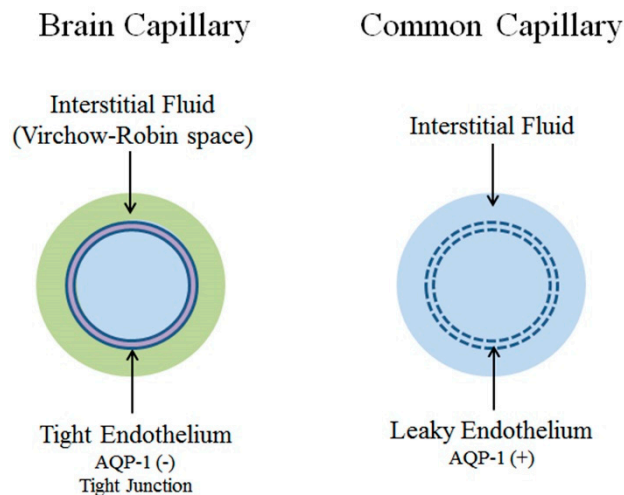 Brain Capillary
Common Capillary
Interstitial Fluid
(Virchow-Robin space)
Interstitial Fluid
Tight Endothelium
AQP-1 (-)
Tight Junction
Leaky Endothelium
AQP-1 (+)